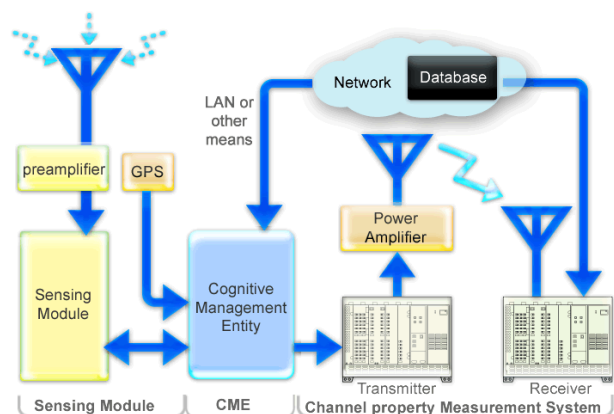 Network
Database
LAN or
other
means
preamplifier
GPS
Power
Amplifier
Sensing
Module
Cognitive
Management
Entity
Transmitter
Receiver
Sensing Module
CME
Channel property Measurement System